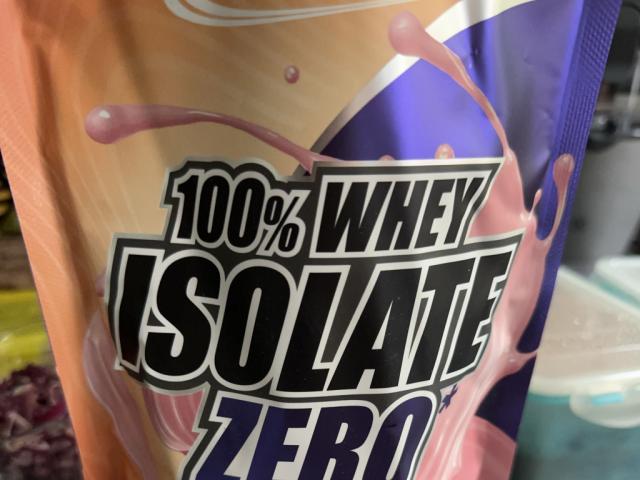 100% WHEY
ISOLATE
ZERO**